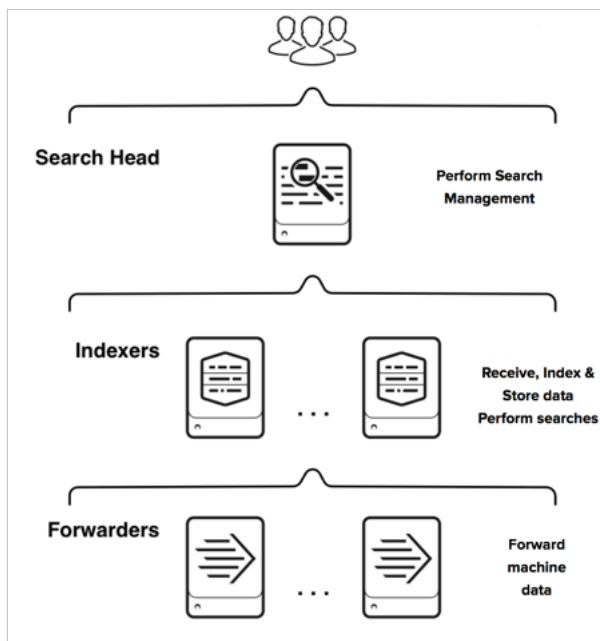 Search Head
Perform Search
Management
Indexers
Receive, Index &
Store data
Perform searches
...
Forwarders
Forward
machine
data
...